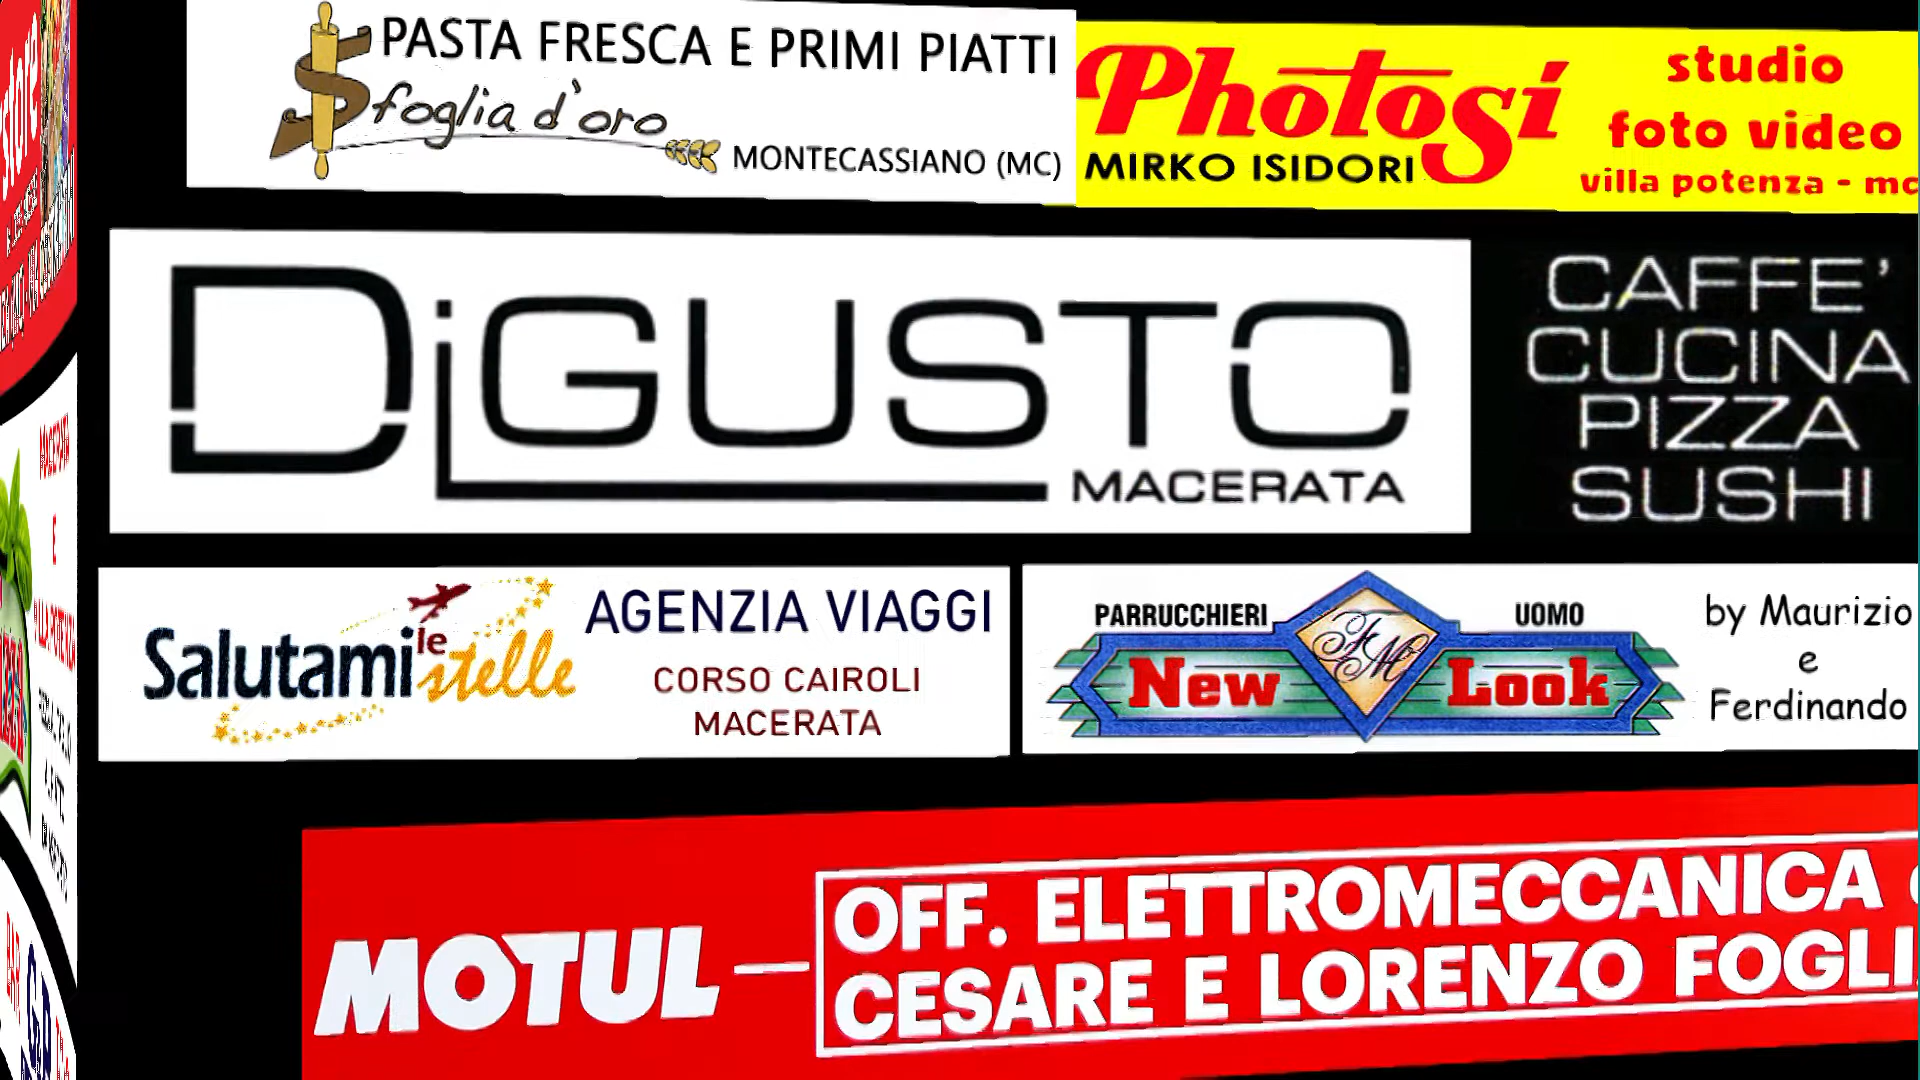 PASTA FRESCA E PRIMI PIATTI
Sfoglia d'oro
MONTECASSIANO (MC)
Photosi
MIRKO ISIDORI
studio
foto video
villa potenza - mc
DiGUSTO
MACERATA
CAFFE'
CUCINA
PIZZA
SUSHI
Salutami le stelle
AGENZIA VIAGGI
CORSO CAIROLI
MACERATA
PARRUCCHIERI UOMO
New FM Look
by Maurizio
e
Ferdinando
MOTUL
OFF. ELETTROMECCANICA
CESARE E LORENZO FOGLI